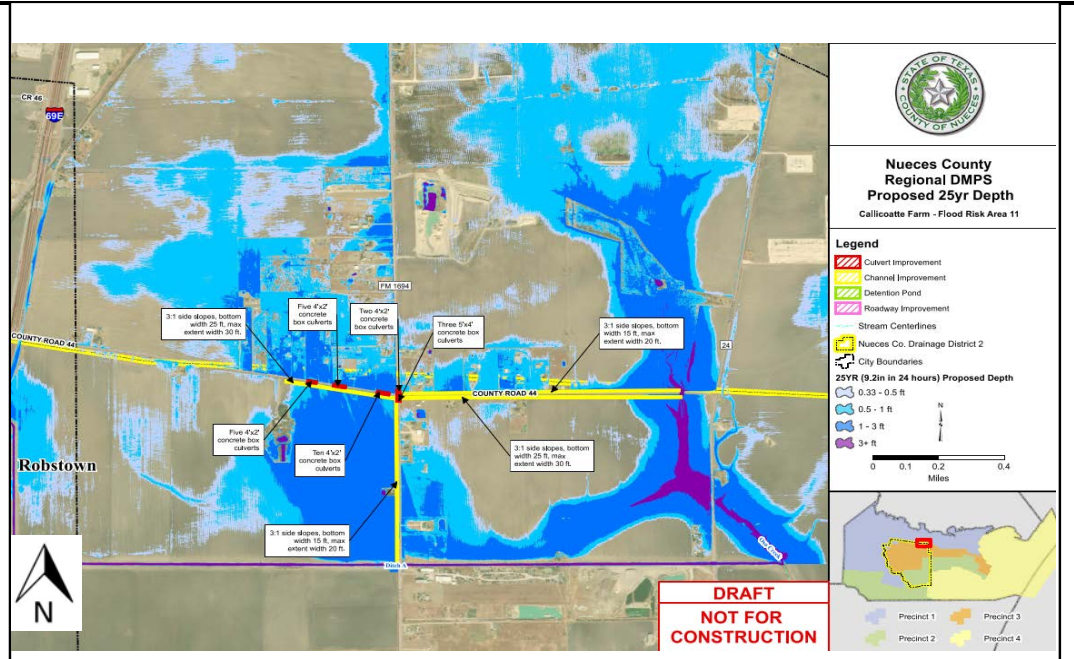 CR 46
69E
FM 1694
Five 4'x2'
concrete
box
culverts
Two 4'x2'
concrete
box
culverts
3:1 side slopes, bottom
width 25 ft, max
extent width 30 ft.
Three 5'x4'
concrete box
culverts
3:1 side slopes, bottom
width 15 ft, max
extent width 20 ft.
24
COUNTY ROAD 44
COUNTY ROAD 44
Five 4'x2'
concrete box
culverts
Ten 4'x2'
concrete box
culverts
3:1 side slopes, bottom
width 25 ft, max
extent width 30 ft.
Robstown
3:1 side slopes, bottom
width 15 ft, max
extent width 20 ft.
Oso Creek
Ditch A
N
DRAFT
NOT FOR
CONSTRUCTION
STATE OF TEXAS
COUNTY OF NUECES
Nueces County
Regional DMPS
Proposed 25yr Depth
Callicoatte Farm - Flood Risk Area 11
Legend
Culvert Improvement
Channel Improvement
Detention Pond
Roadway Improvement
Stream Centerlines
Nueces Co. Drainage District 2
City Boundaries
25YR (9.2in in 24 hours) Proposed Depth
0.33 - 0.5 ft
0.5 - 1 ft
1 - 3 ft
3+ ft
N
0 0.1 0.2 0.4
Miles
Precinct 1 Precinct 3
Precinct 2 Precinct 4